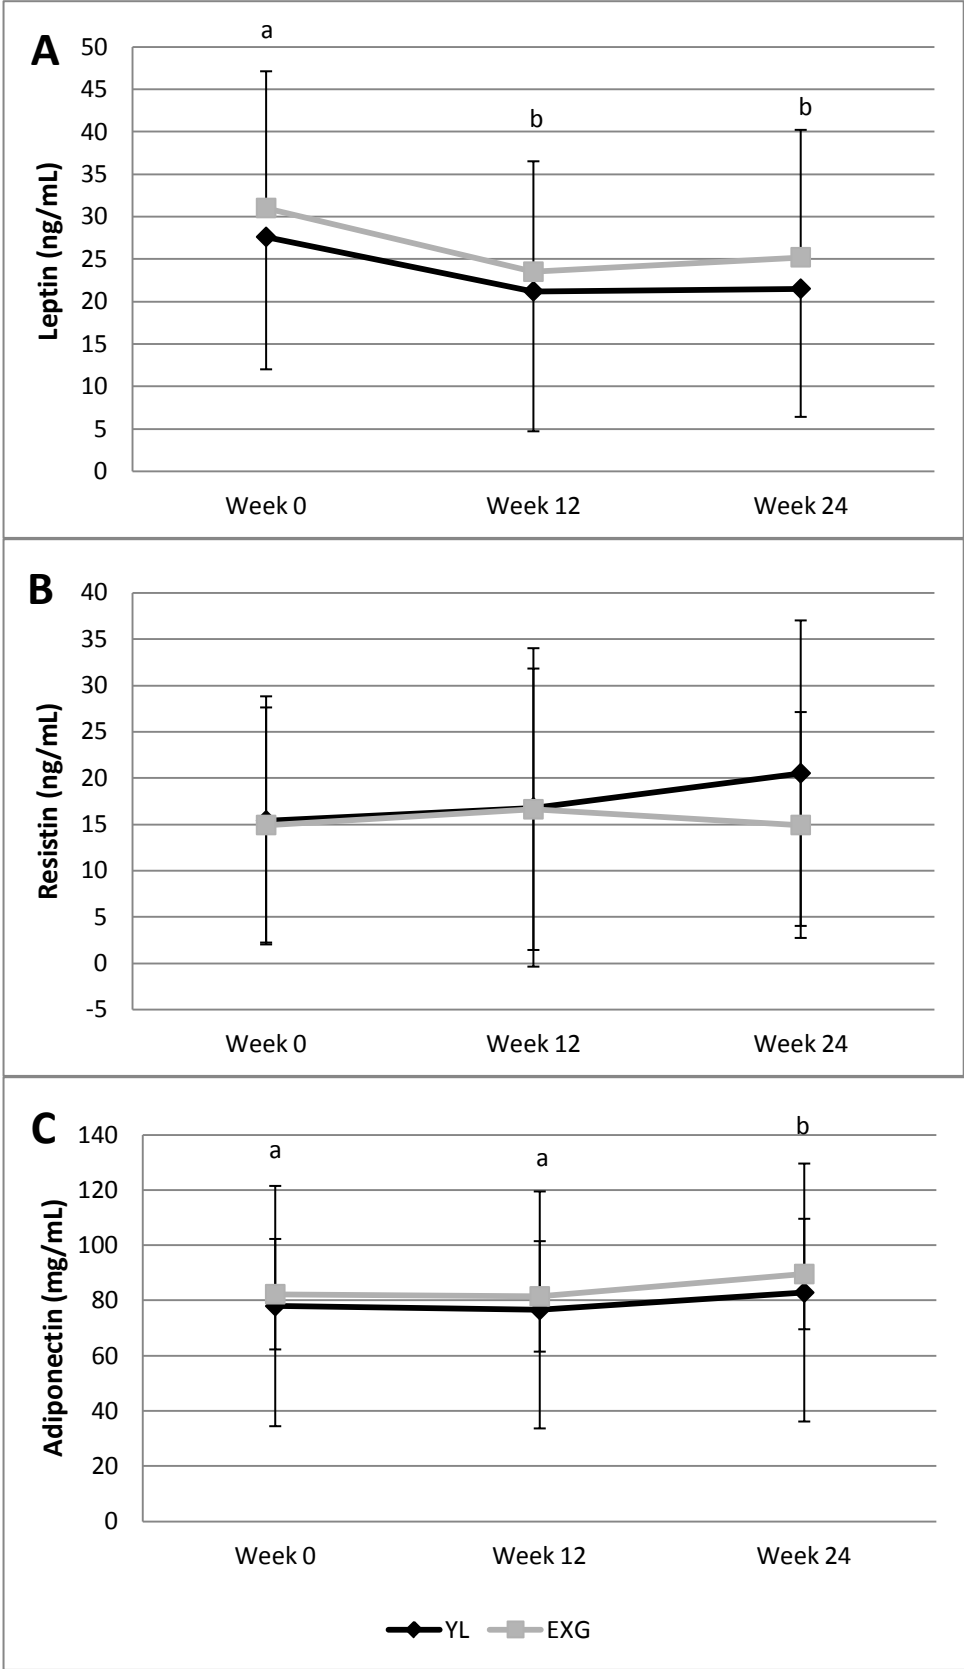 A
a
b
b
Leptin (ng/mL)
50
45
40
35
30
25
20
15
10
5
0
Week 0 Week 12 Week 24
B
Resistin (ng/mL)
40
35
30
25
20
15
10
5
0
-5
Week 0 Week 12 Week 24
C
a
a
b
Adiponectin (mg/mL)
140
120
100
80
60
40
20
0
Week 0 Week 12 Week 24
YL EXG